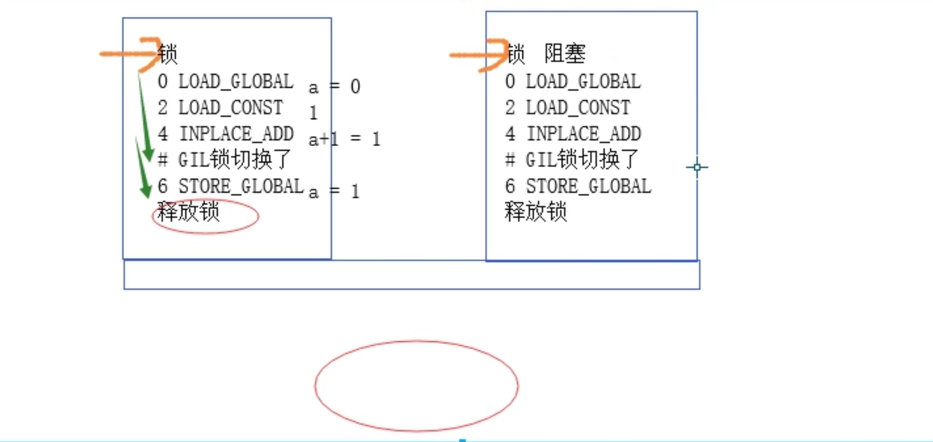 锁
0 LOAD_GLOBAL a = 0
2 LOAD_CONST 1
4 INPLACE_ADD a+1 = 1
# GIL锁切换了
6 STORE_GLOBAL a = 1
释放锁
锁 阻塞
0 LOAD_GLOBAL
2 LOAD_CONST
4 INPLACE_ADD
# GIL锁切换了
6 STORE_GLOBAL
释放锁